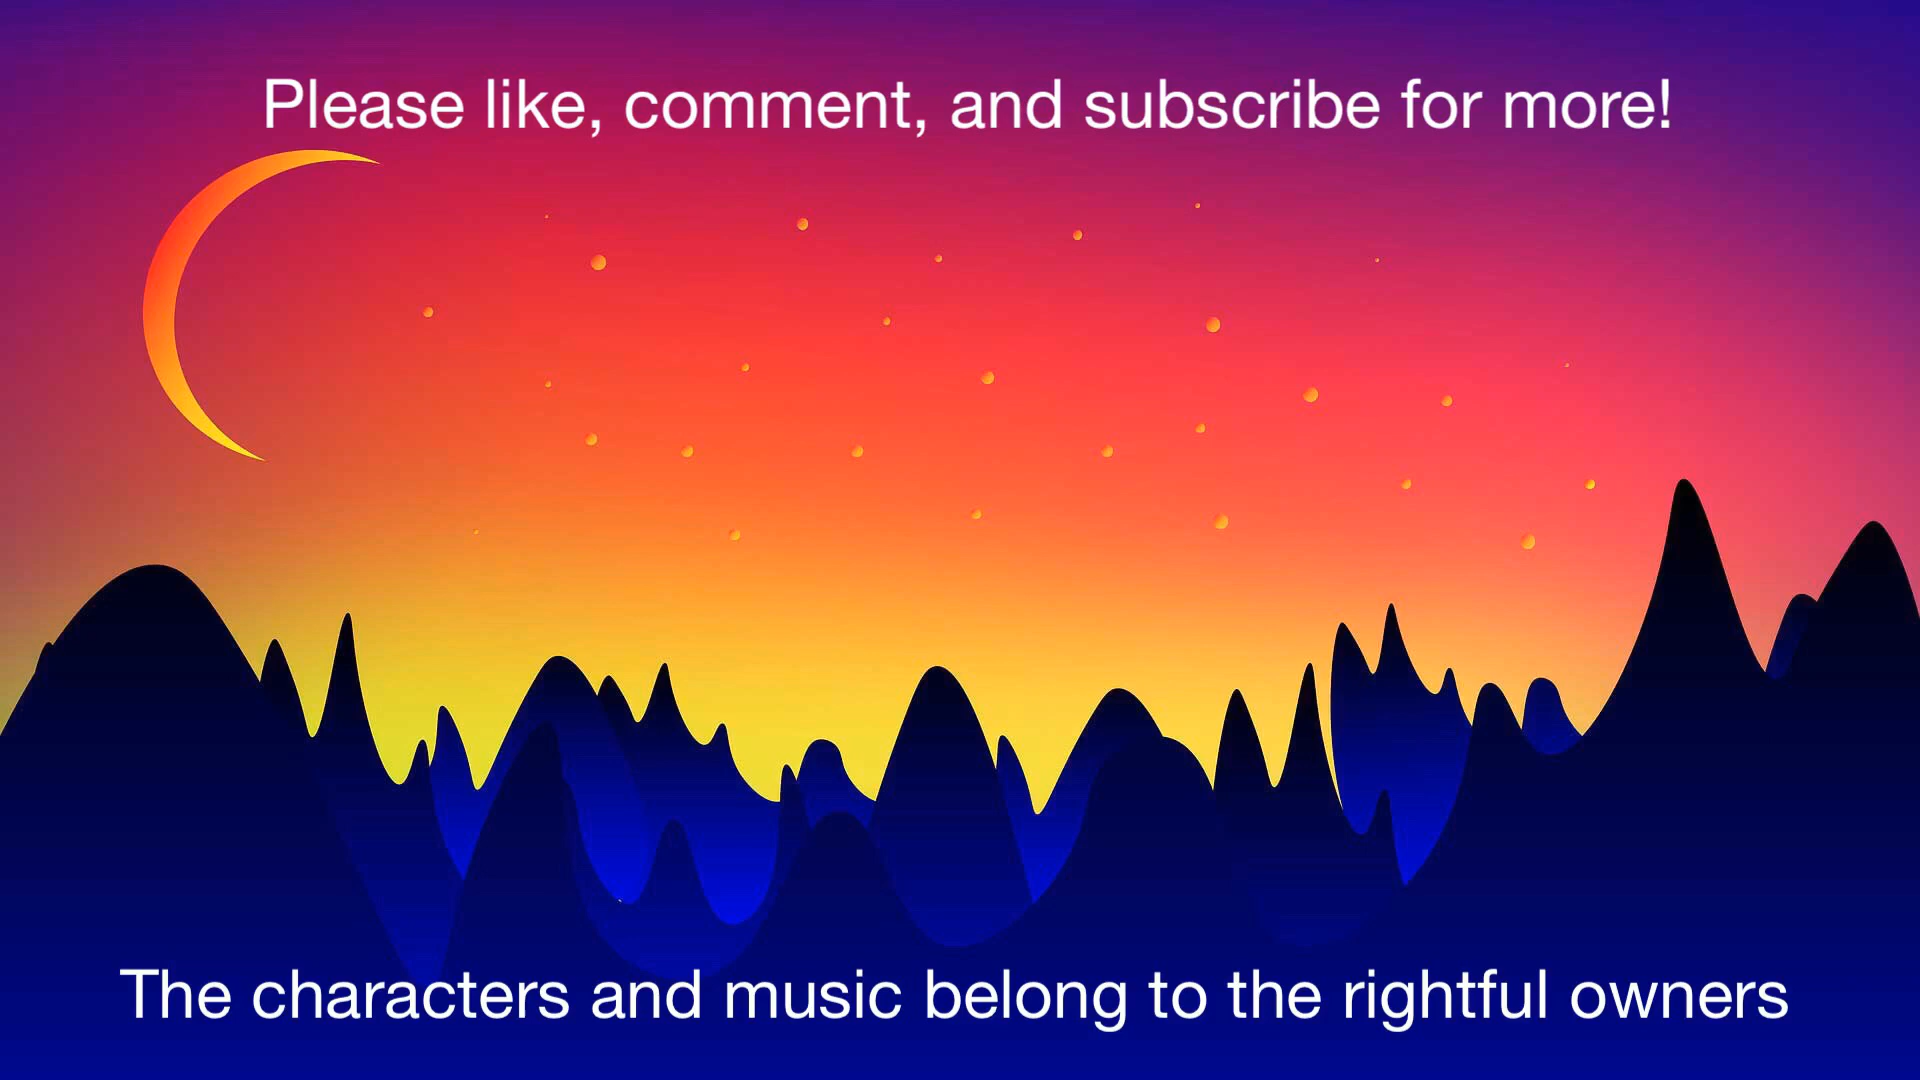 Please like, comment, and subscribe for more!
The characters and music belong to the rightful owners